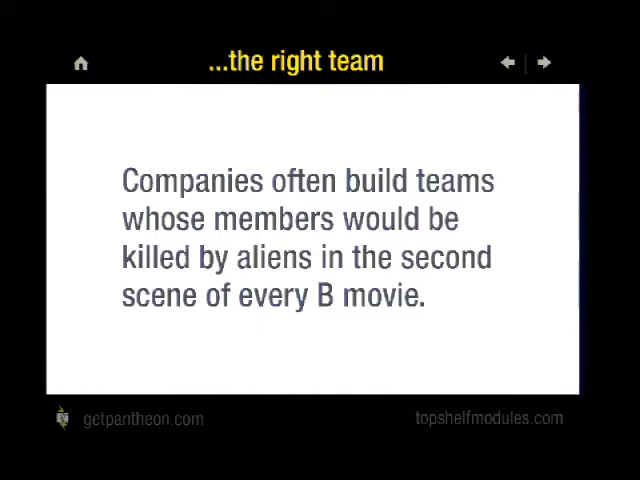 ...the right team
Companies often build teams
whose members would be
killed by aliens in the second
scene of every B movie.
getpantheon.com
topshelfmodules.com